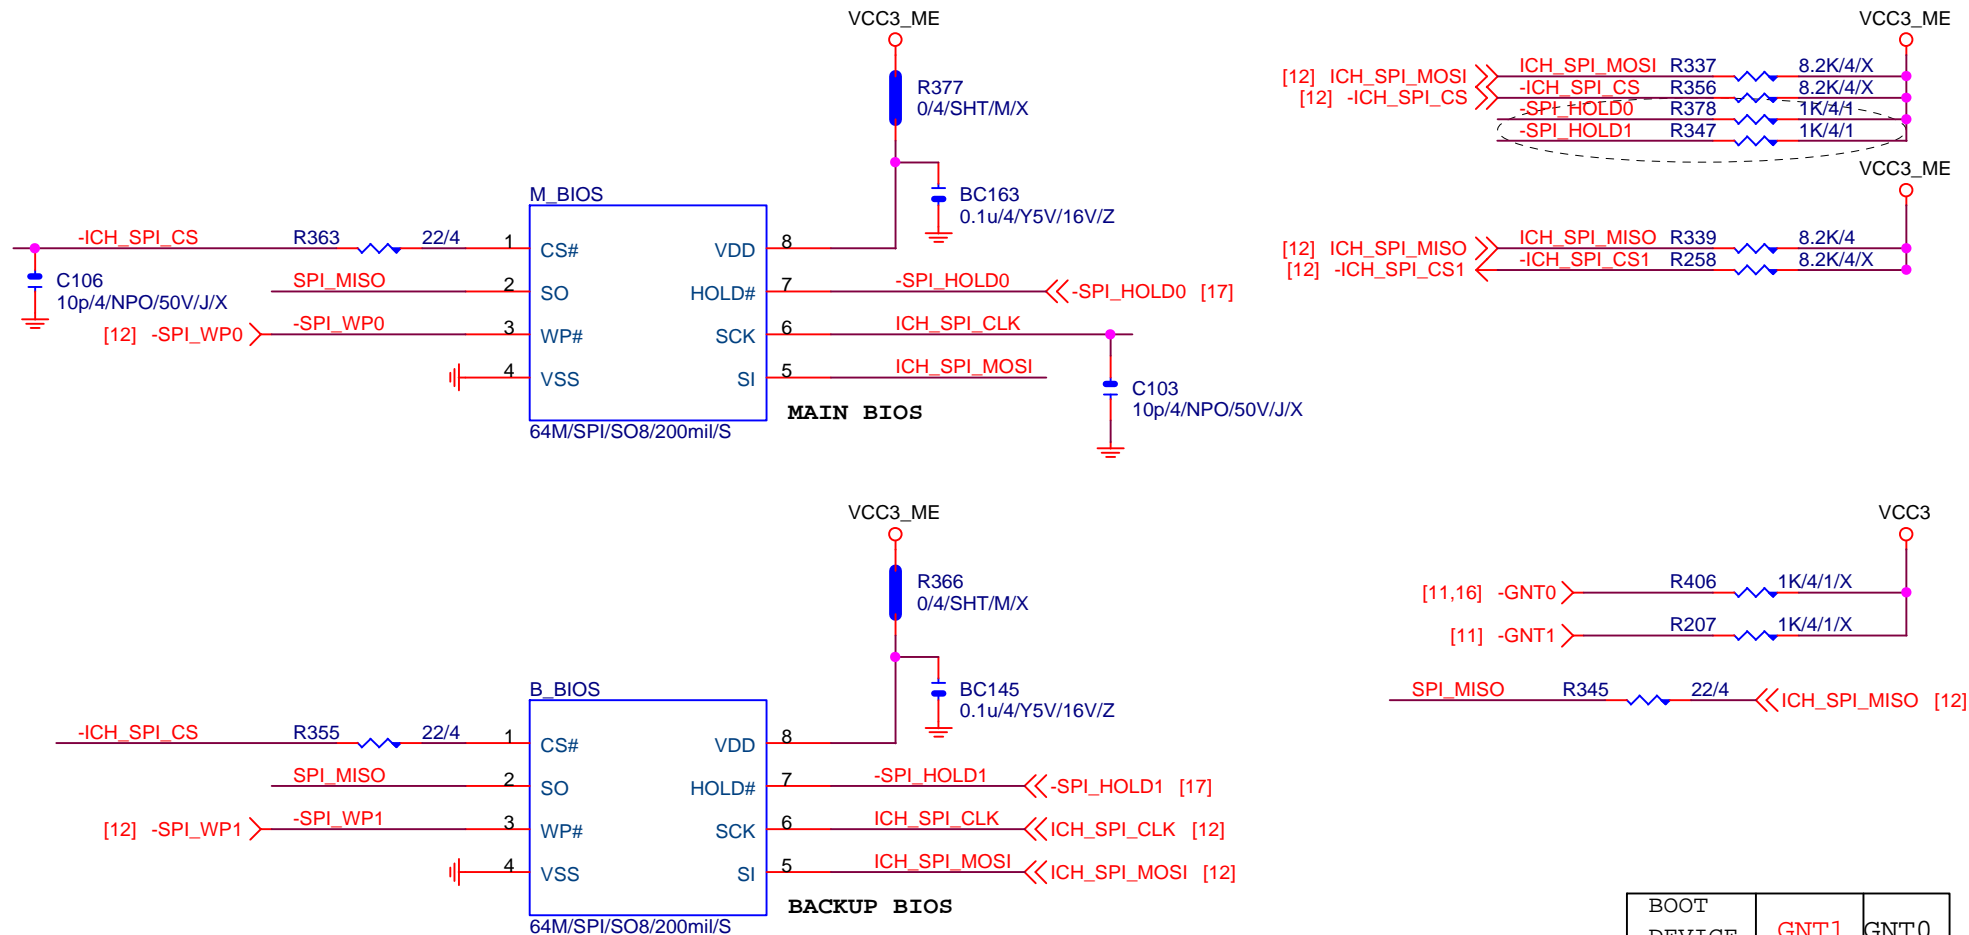 VCC3_ME
R377
0/4/SHT/M/X
BC163
0.1u/4/Y5V/16V/Z
M_BIOS
-ICH_SPI_CS R363 22/4 1 CS# VDD 8
C106
10p/4/NPO/50V/J/X
SPI_MISO 2 SO HOLD# 7 -SPI_HOLD0 -SPI_HOLD0 [17]
[12] -SPI_WP0 -SPI_WP0 3 WP# SCK 6 ICH_SPI_CLK
4 VSS SI 5 ICH_SPI_MOSI
C103
10p/4/NPO/50V/J/X
MAIN BIOS
64M/SPI/SO8/200mil/S
VCC3_ME
[12] ICH_SPI_MOSI ICH_SPI_MOSI R337 8.2K/4/X
[12] -ICH_SPI_CS -ICH_SPI_CS R356 8.2K/4/X
-SPI_HOLD0 R378 1K/4/1
-SPI_HOLD1 R347 1K/4/1
VCC3_ME
[12] ICH_SPI_MISO ICH_SPI_MISO R339 8.2K/4
[12] -ICH_SPI_CS1 -ICH_SPI_CS1 R258 8.2K/4/X
VCC3_ME
R366
0/4/SHT/M/X
BC145
0.1u/4/Y5V/16V/Z
B_BIOS
-ICH_SPI_CS R355 22/4 1 CS# VDD 8
SPI_MISO 2 SO HOLD# 7 -SPI_HOLD1 -SPI_HOLD1 [17]
[12] -SPI_WP1 -SPI_WP1 3 WP# SCK 6 ICH_SPI_CLK ICH_SPI_CLK [12]
4 VSS SI 5 ICH_SPI_MOSI ICH_SPI_MOSI [12]
BACKUP BIOS
64M/SPI/SO8/200mil/S
VCC3
[11,16] -GNT0 R406 1K/4/1/X
[11] -GNT1 R207 1K/4/1/X
SPI_MISO R345 22/4 ICH_SPI_MISO [12]
BOOT
DEVICE GNT1 GNT0